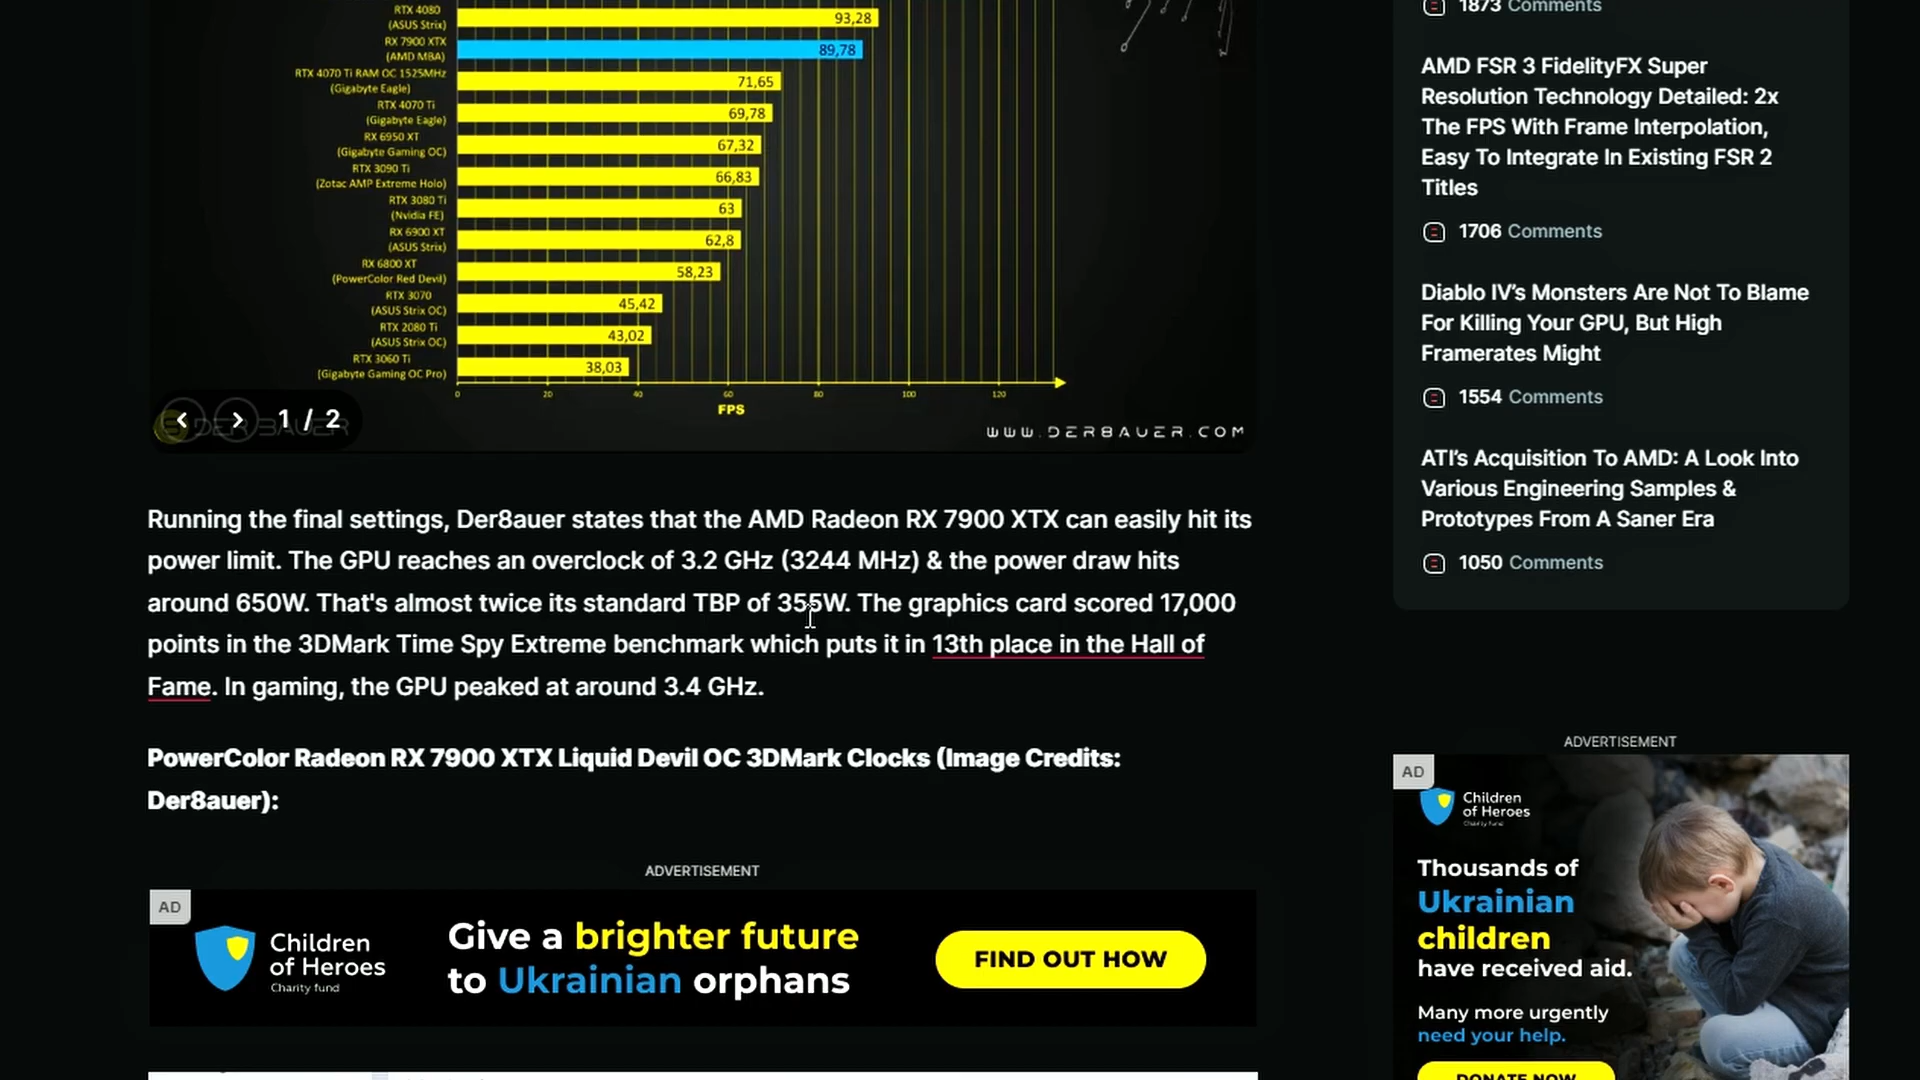 RTX 4080
(ASUS Strix)
93,28
RX 7900 XTX
(AMD MBA)
89,78
RTX 4070 Ti RAM OC 1525MHz
(Gigabyte Eagle)
71,65
RTX 4070 Ti
(Gigabyte Eagle)
69,78
RX 6950 XT
(Gigabyte Gaming OC)
67,32
RTX 3090 Ti
(Zotac AMP Extreme Holo)
66,83
RTX 3080 Ti
(Nvidia FE)
63
RX 6900 XT
(ASUS Strix)
62,8
RX 6800 XT
(PowerColor Red Devil)
58,23
RTX 3070
(ASUS Strix OC)
45,42
RTX 2080 Ti
(ASUS Strix OC)
43,02
RTX 3060 Ti
(Gigabyte Gaming OC Pro)
38,03
0 20 40 60 80 100 120
FPS
1 / 2
DER8AUER
WWW.DER8AUER.COM
Running the final settings, Der8auer states that the AMD Radeon RX 7900 XTX can easily hit its
power limit. The GPU reaches an overclock of 3.2 GHz (3244 MHz) & the power draw hits
around 650W. That's almost twice its standard TBP of 355W. The graphics card scored 17,000
points in the 3DMark Time Spy Extreme benchmark which puts it in 13th place in the Hall of
Fame. In gaming, the GPU peaked at around 3.4 GHz.
PowerColor Radeon RX 7900 XTX Liquid Devil OC 3DMark Clocks (Image Credits:
Der8auer):
ADVERTISEMENT
AD
Children
of Heroes
Charity fund
Give a brighter future
to Ukrainian orphans
FIND OUT HOW
1873 Comments
AMD FSR 3 FidelityFX Super
Resolution Technology Detailed: 2x
The FPS With Frame Interpolation,
Easy To Integrate In Existing FSR 2
Titles
1706 Comments
Diablo IV's Monsters Are Not To Blame
For Killing Your GPU, But High
Framerates Might
1554 Comments
ATI's Acquisition To AMD: A Look Into
Various Engineering Samples &
Prototypes From A Saner Era
1050 Comments
ADVERTISEMENT
AD
Children
of Heroes
Charity fund
Thousands of
Ukrainian
children
have received aid.
Many more urgently
need your help.
DONATE NOW